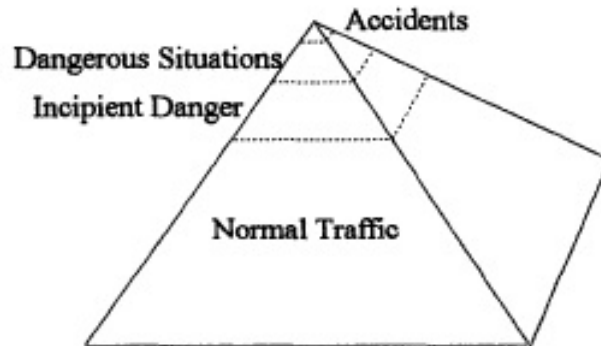 Accidents
Dangerous Situations
Incipient Danger
Normal Traffic